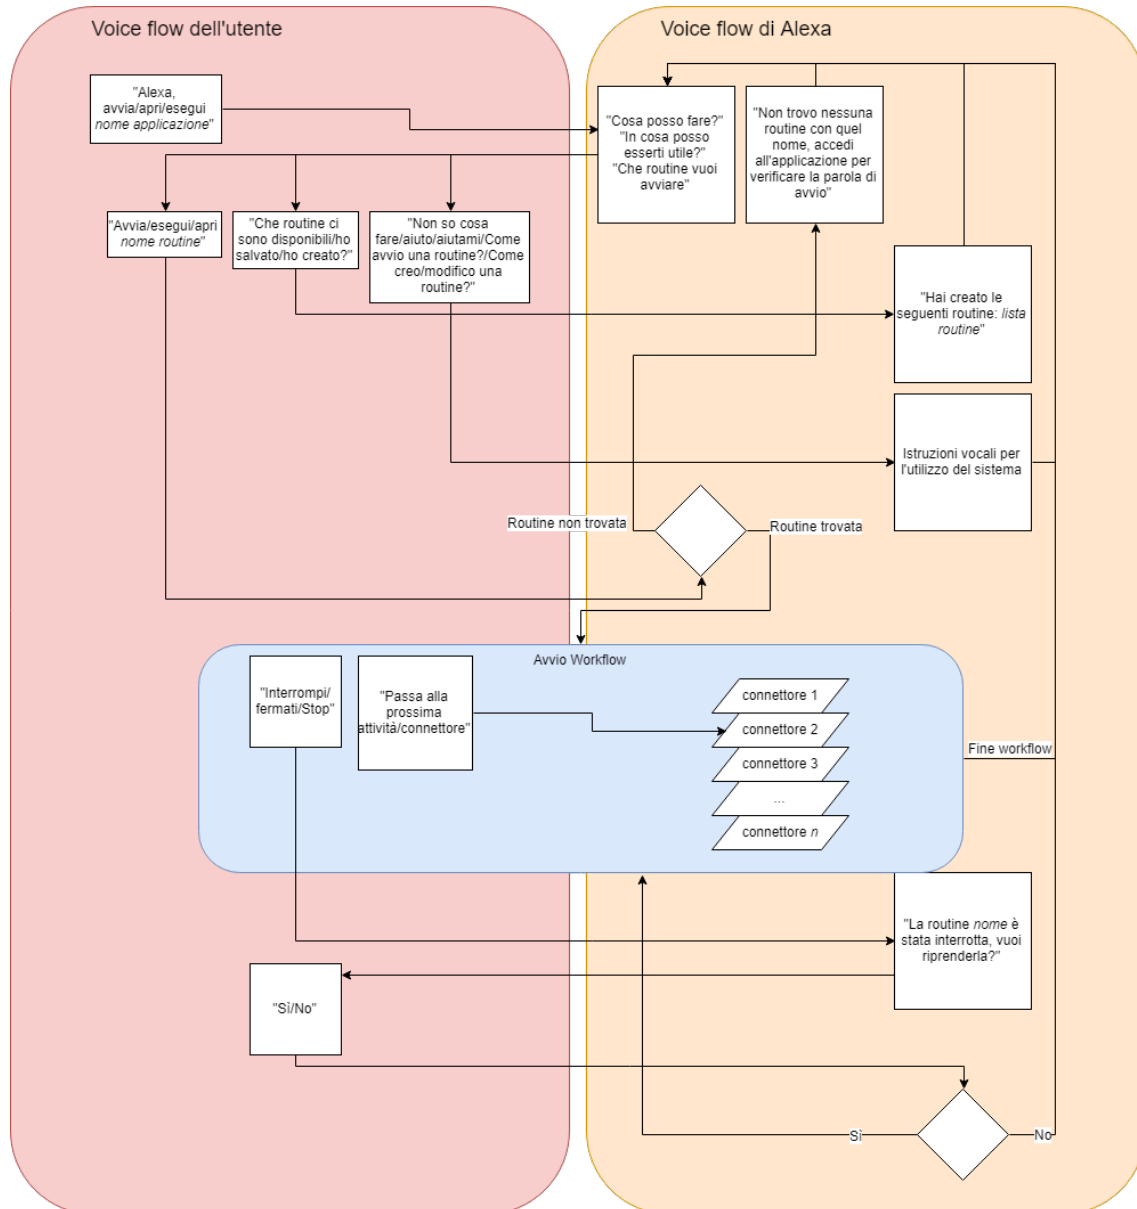 Voice flow dell'utente
Voice flow di Alexa
"Alexa,
avvia/apri/esegui
nome applicazione"
"Cosa posso fare?"
"In cosa posso
esserti utile?"
"Che routine vuoi
avviare"
"Non trovo nessuna
routine con quel
nome, accedi
all'applicazione per
verificare la parola di
avvio"
"Avvia/esegui/apri
nome routine"
"Che routine ci
sono disponibili/ho
salvato/ho creato?"
"Non so cosa
fare/aiuto/aiutami/Come
avvio una routine?/Come
creo/modifico una
routine?"
"Hai creato le
seguenti routine: lista
routine"
Istruzioni vocali per
l'utilizzo del sistema
Routine non trovata
Routine trovata
Avvio Workflow
"Interrompi/
fermati/Stop"
"Passa alla
prossima
attività/connettore"
connettore 1
connettore 2
connettore 3
...
connettore n
Fine workflow
"La routine nome è
stata interrotta, vuoi
riprenderla?"
"Sì/No"
Sì
No